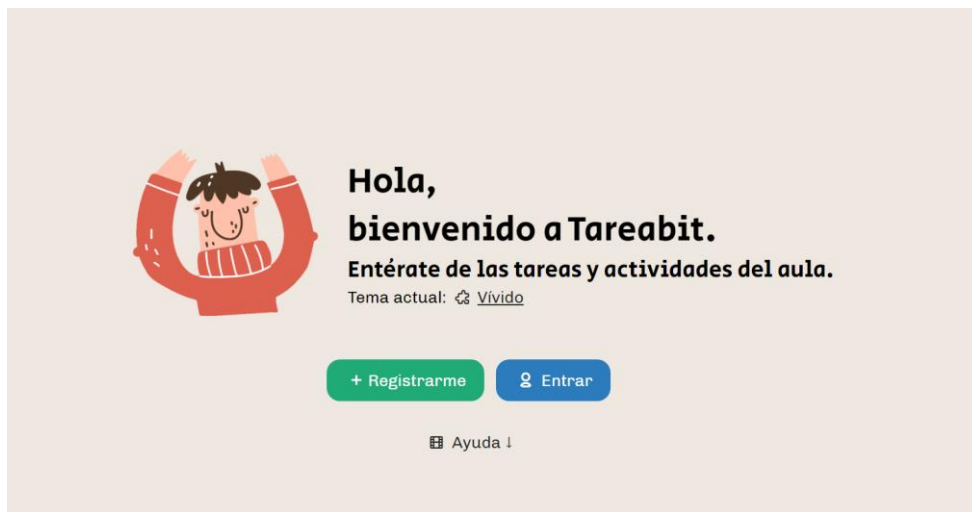 Hola,
bienvenido a Tareabit.
Entérate de las tareas y actividades del aula.
Tema actual: Vívido
+ Registrarme
Entrar
Ayuda ↓